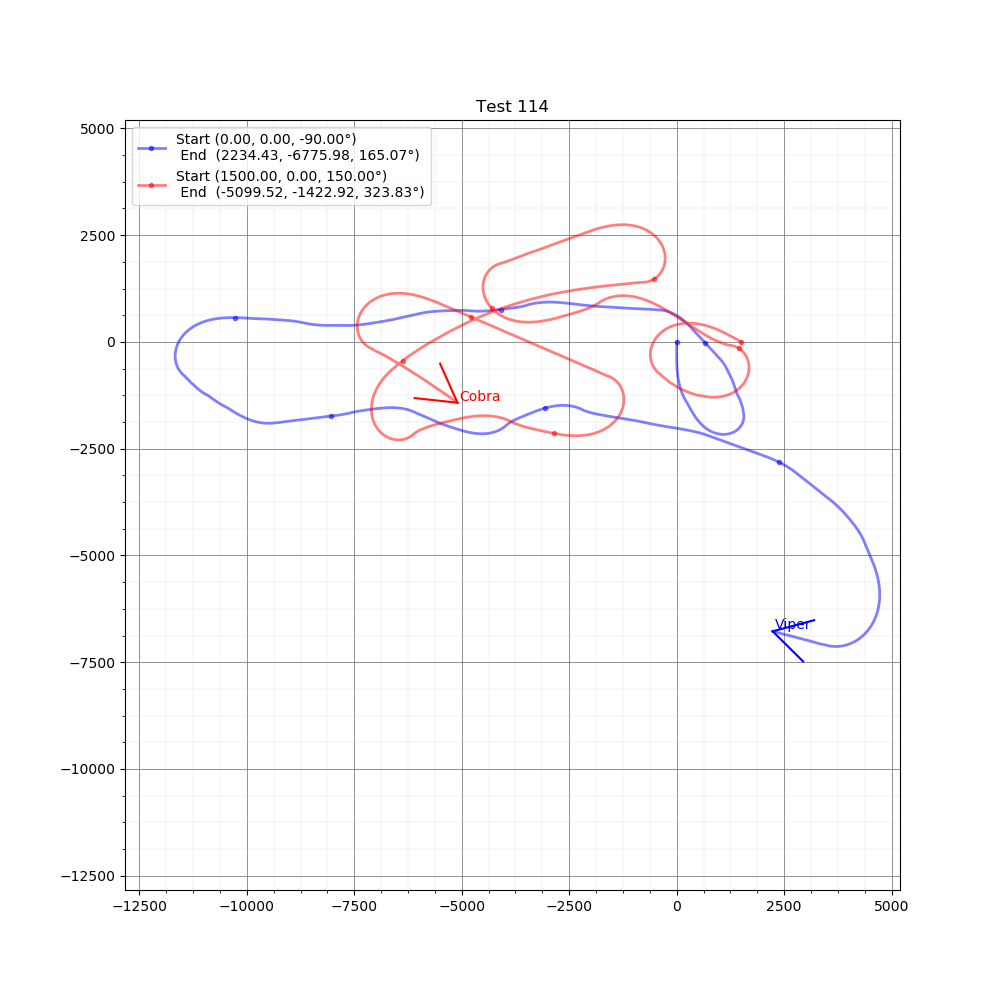 Test 114
Start (0.00, 0.00, -90.00°)
End (2234.43, -6775.98, 165.07°)
Start (1500.00, 0.00, 150.00°)
End (-5099.52, -1422.92, 323.83°)
5000
2500
0
−2500
−5000
−7500
−10000
−12500
Cobra
Viper
−12500 −10000 −7500 −5000 −2500 0 2500 5000